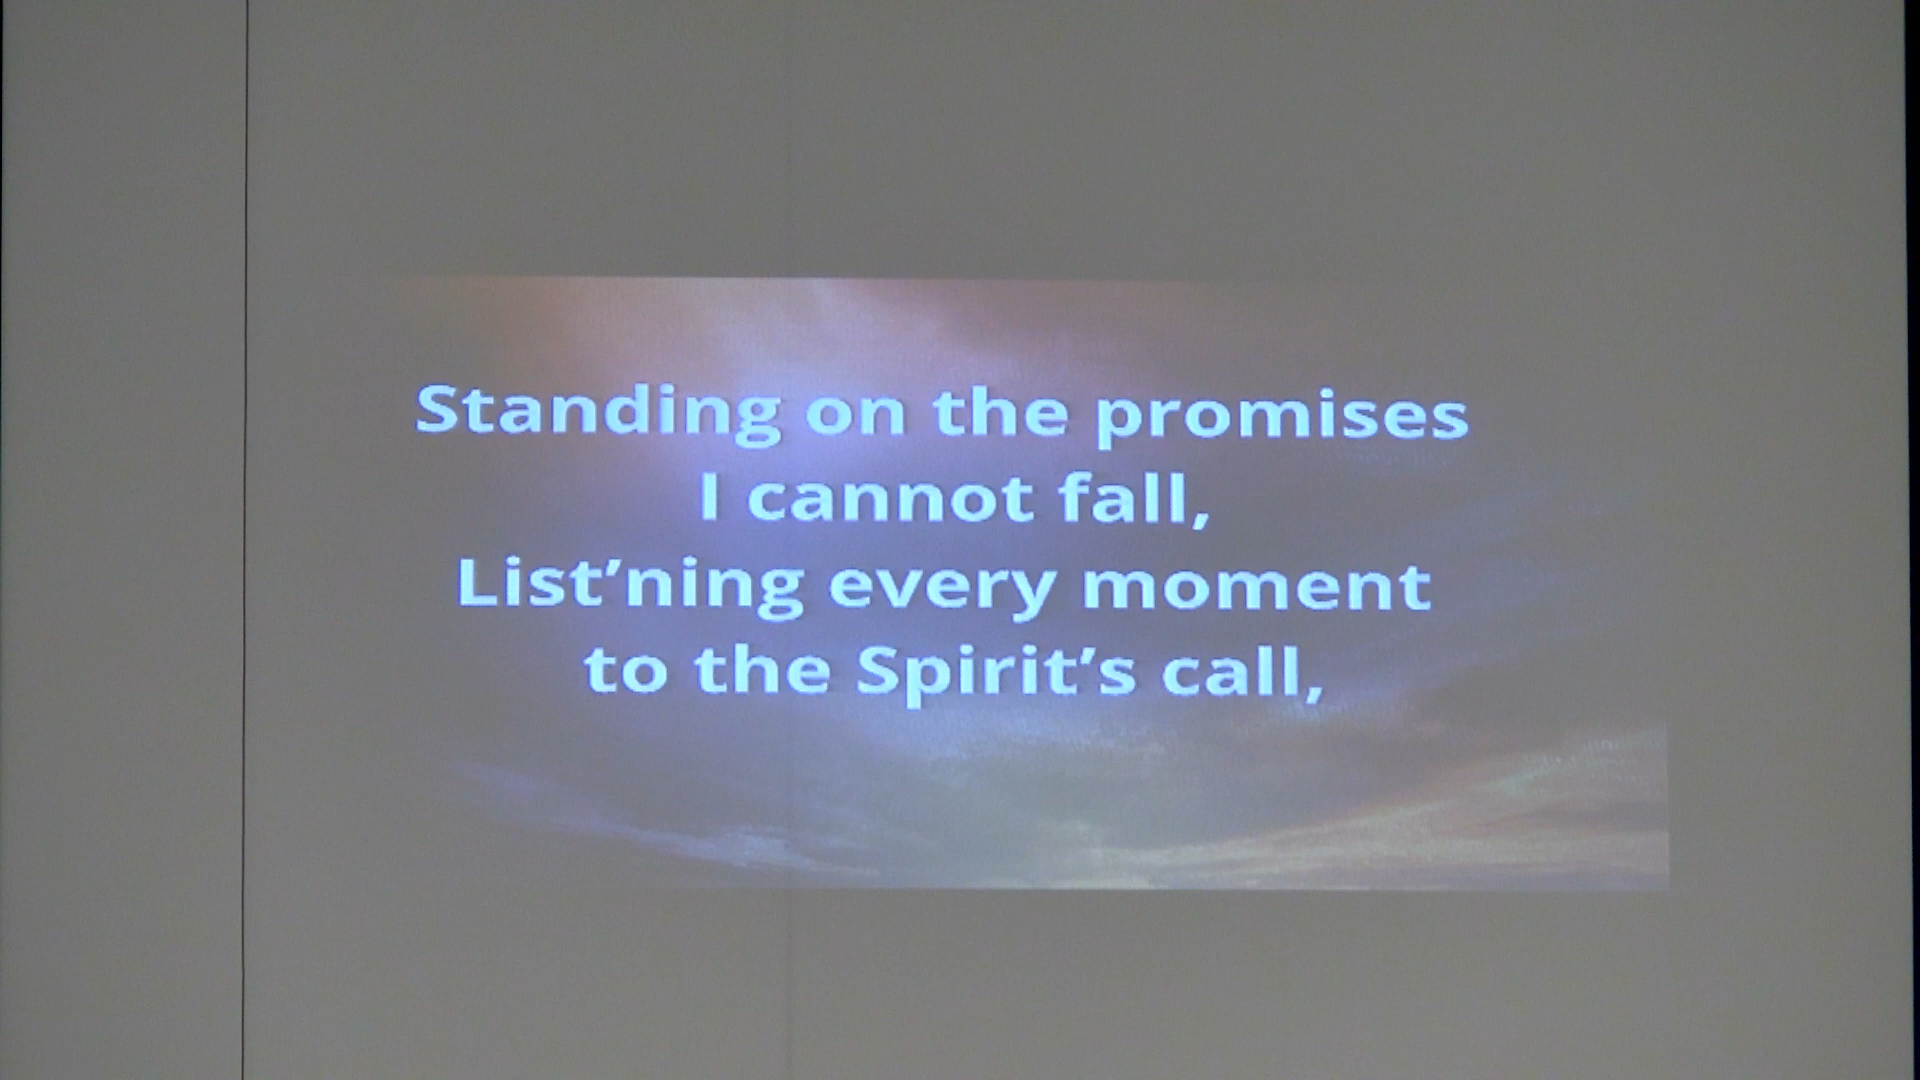 Standing on the promises
I cannot fall,
List’ning every moment
to the Spirit’s call,